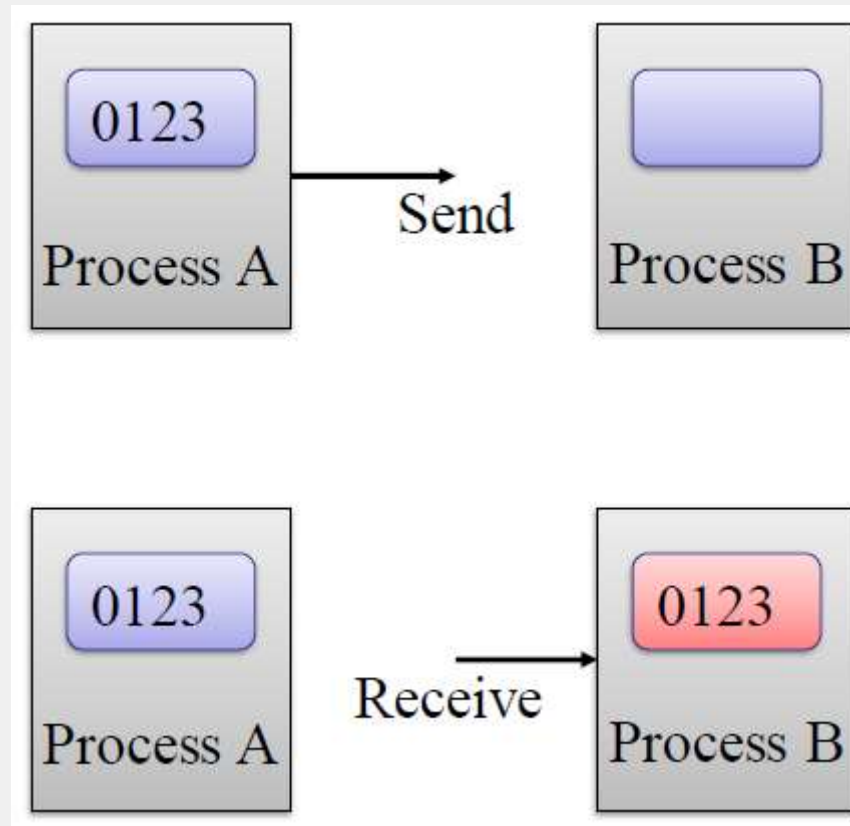 0123
Send
Process A
Process B
0123
0123
Receive
Process A
Process B